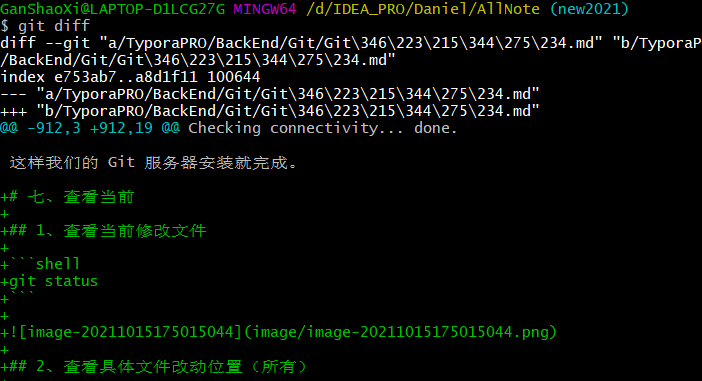 GanShaoXi@LAPTOP-D1LCG27G MINGW64 /d/IDEA_PRO/Daniel/AllNote (new2021)
$ git diff
diff --git "a/TyporaPRO/BackEnd/Git/Git\346\223\215\344\275\234.md" "b/TyporaP
/BackEnd/Git/Git\346\223\215\344\275\234.md"
index e753ab7..a8d1f11 100644
--- "a/TyporaPRO/BackEnd/Git/Git\346\223\215\344\275\234.md"
+++ "b/TyporaPRO/BackEnd/Git/Git\346\223\215\344\275\234.md"
@@ -912,3 +912,19 @@ Checking connectivity... done.
 这样我们的 Git 服务器安装就完成。
+# 七、查看当前
+
+## 1、查看当前修改文件
+
+```shell
+git status
+```
+
+![image-20211015175015044](image/image-20211015175015044.png)
+
+## 2、查看具体文件改动位置（所有）